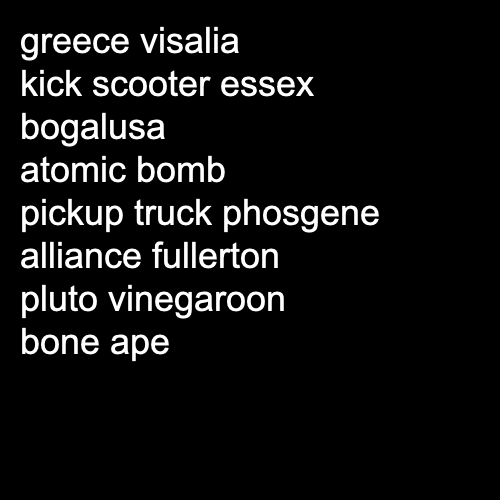 greece visalia
kick scooter essex
bogalusa
atomic bomb
pickup truck phosgene
alliance fullerton
pluto vinegaroon
bone ape